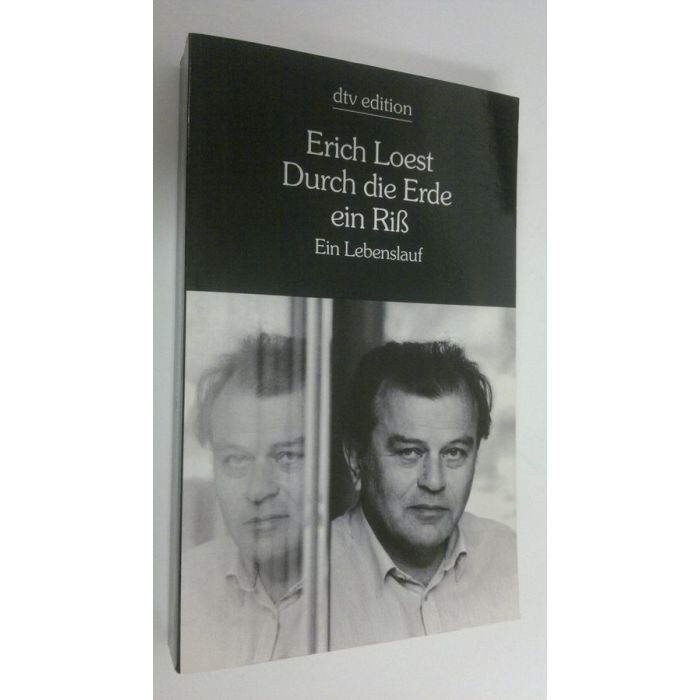 dtv edition
Erich Loest
Durch die Erde
ein Riß
Ein Lebenslauf